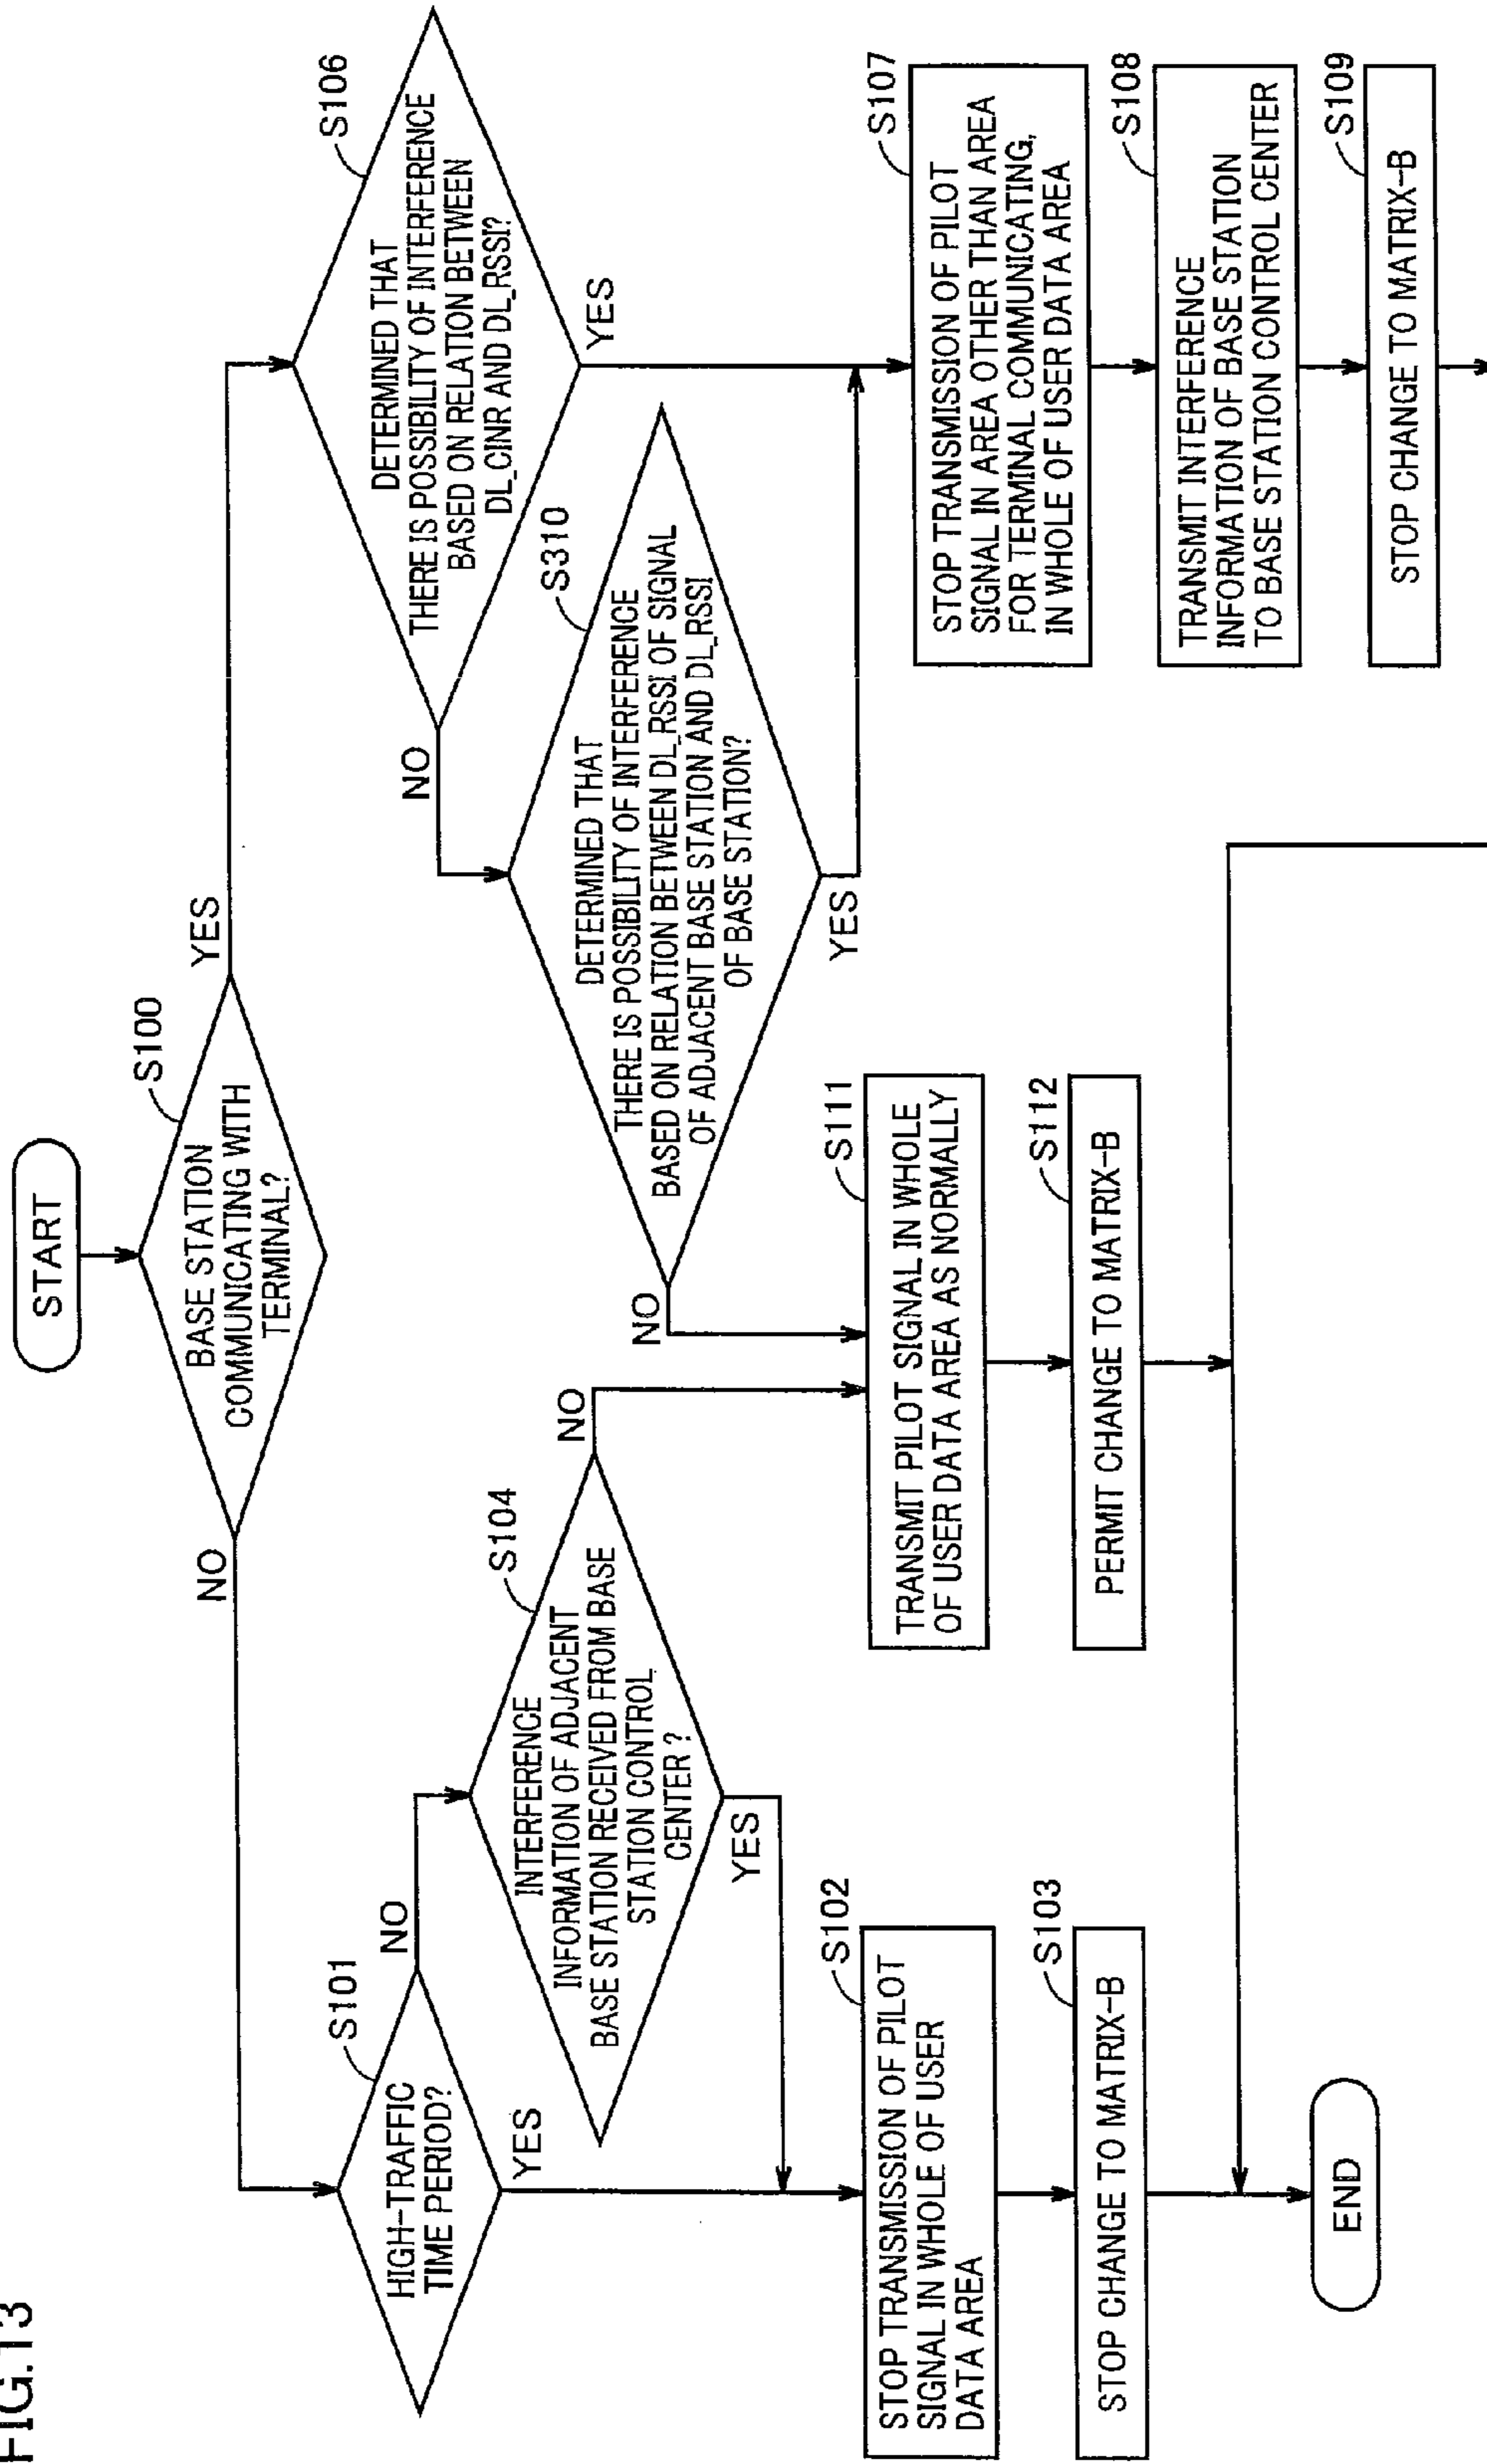 FIG.13
START
S100
BASE STATION
COMMUNICATING WITH
TERMINAL?
NO
YES
S101
HIGH-TRAFFIC
TIME PERIOD?
NO
YES
S104
INTERFERENCE
INFORMATION OF ADJACENT
BASE STATION RECEIVED FROM BASE
STATION CONTROL
CENTER ?
NO
YES
S106
DETERMINED THAT
THERE IS POSSIBILITY OF INTERFERENCE
BASED ON RELATION BETWEEN
DL_CINR AND DL_RSSI?
NO
YES
S310
DETERMINED THAT
THERE IS POSSIBILITY OF INTERFERENCE
BASED ON RELATION BETWEEN DL_RSSI OF SIGNAL
OF ADJACENT BASE STATION AND DL_RSSI
OF BASE STATION?
NO
YES
S102
STOP TRANSMISSION OF PILOT
SIGNAL IN WHOLE OF USER
DATA AREA
S103
STOP CHANGE TO MATRIX-B
S111
TRANSMIT PILOT SIGNAL IN WHOLE
OF USER DATA AREA AS NORMALLY
S112
PERMIT CHANGE TO MATRIX-B
S107
STOP TRANSMISSION OF PILOT
SIGNAL IN AREA OTHER THAN AREA
FOR TERMINAL COMMUNICATING,
IN WHOLE OF USER DATA AREA
S108
TRANSMIT INTERFERENCE
INFORMATION OF BASE STATION
TO BASE STATION CONTROL CENTER
S109
STOP CHANGE TO MATRIX-B
END